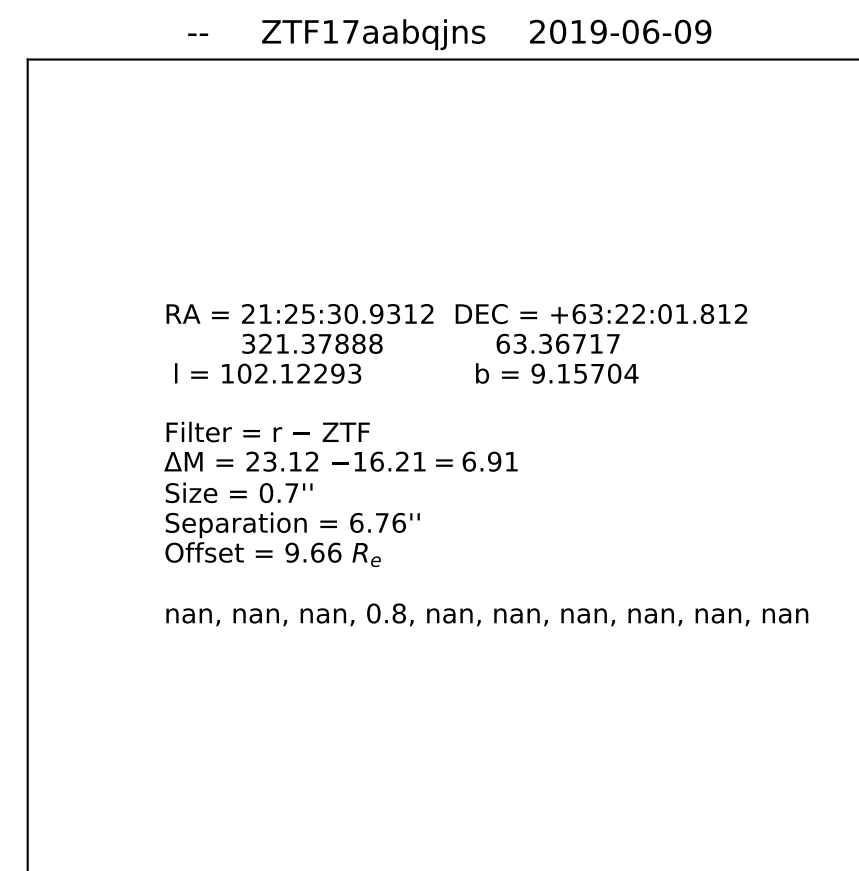 -- ZTF17aabqjns 2019-06-09
RA = 21:25:30.9312 DEC = +63:22:01.812
321.37888 63.36717
l = 102.12293 b = 9.15704
Filter = r − ZTF
ΔM = 23.12 −16.21 = 6.91
Size = 0.7''
Separation = 6.76''
Offset = 9.66 Re
nan, nan, nan, 0.8, nan, nan, nan, nan, nan, nan